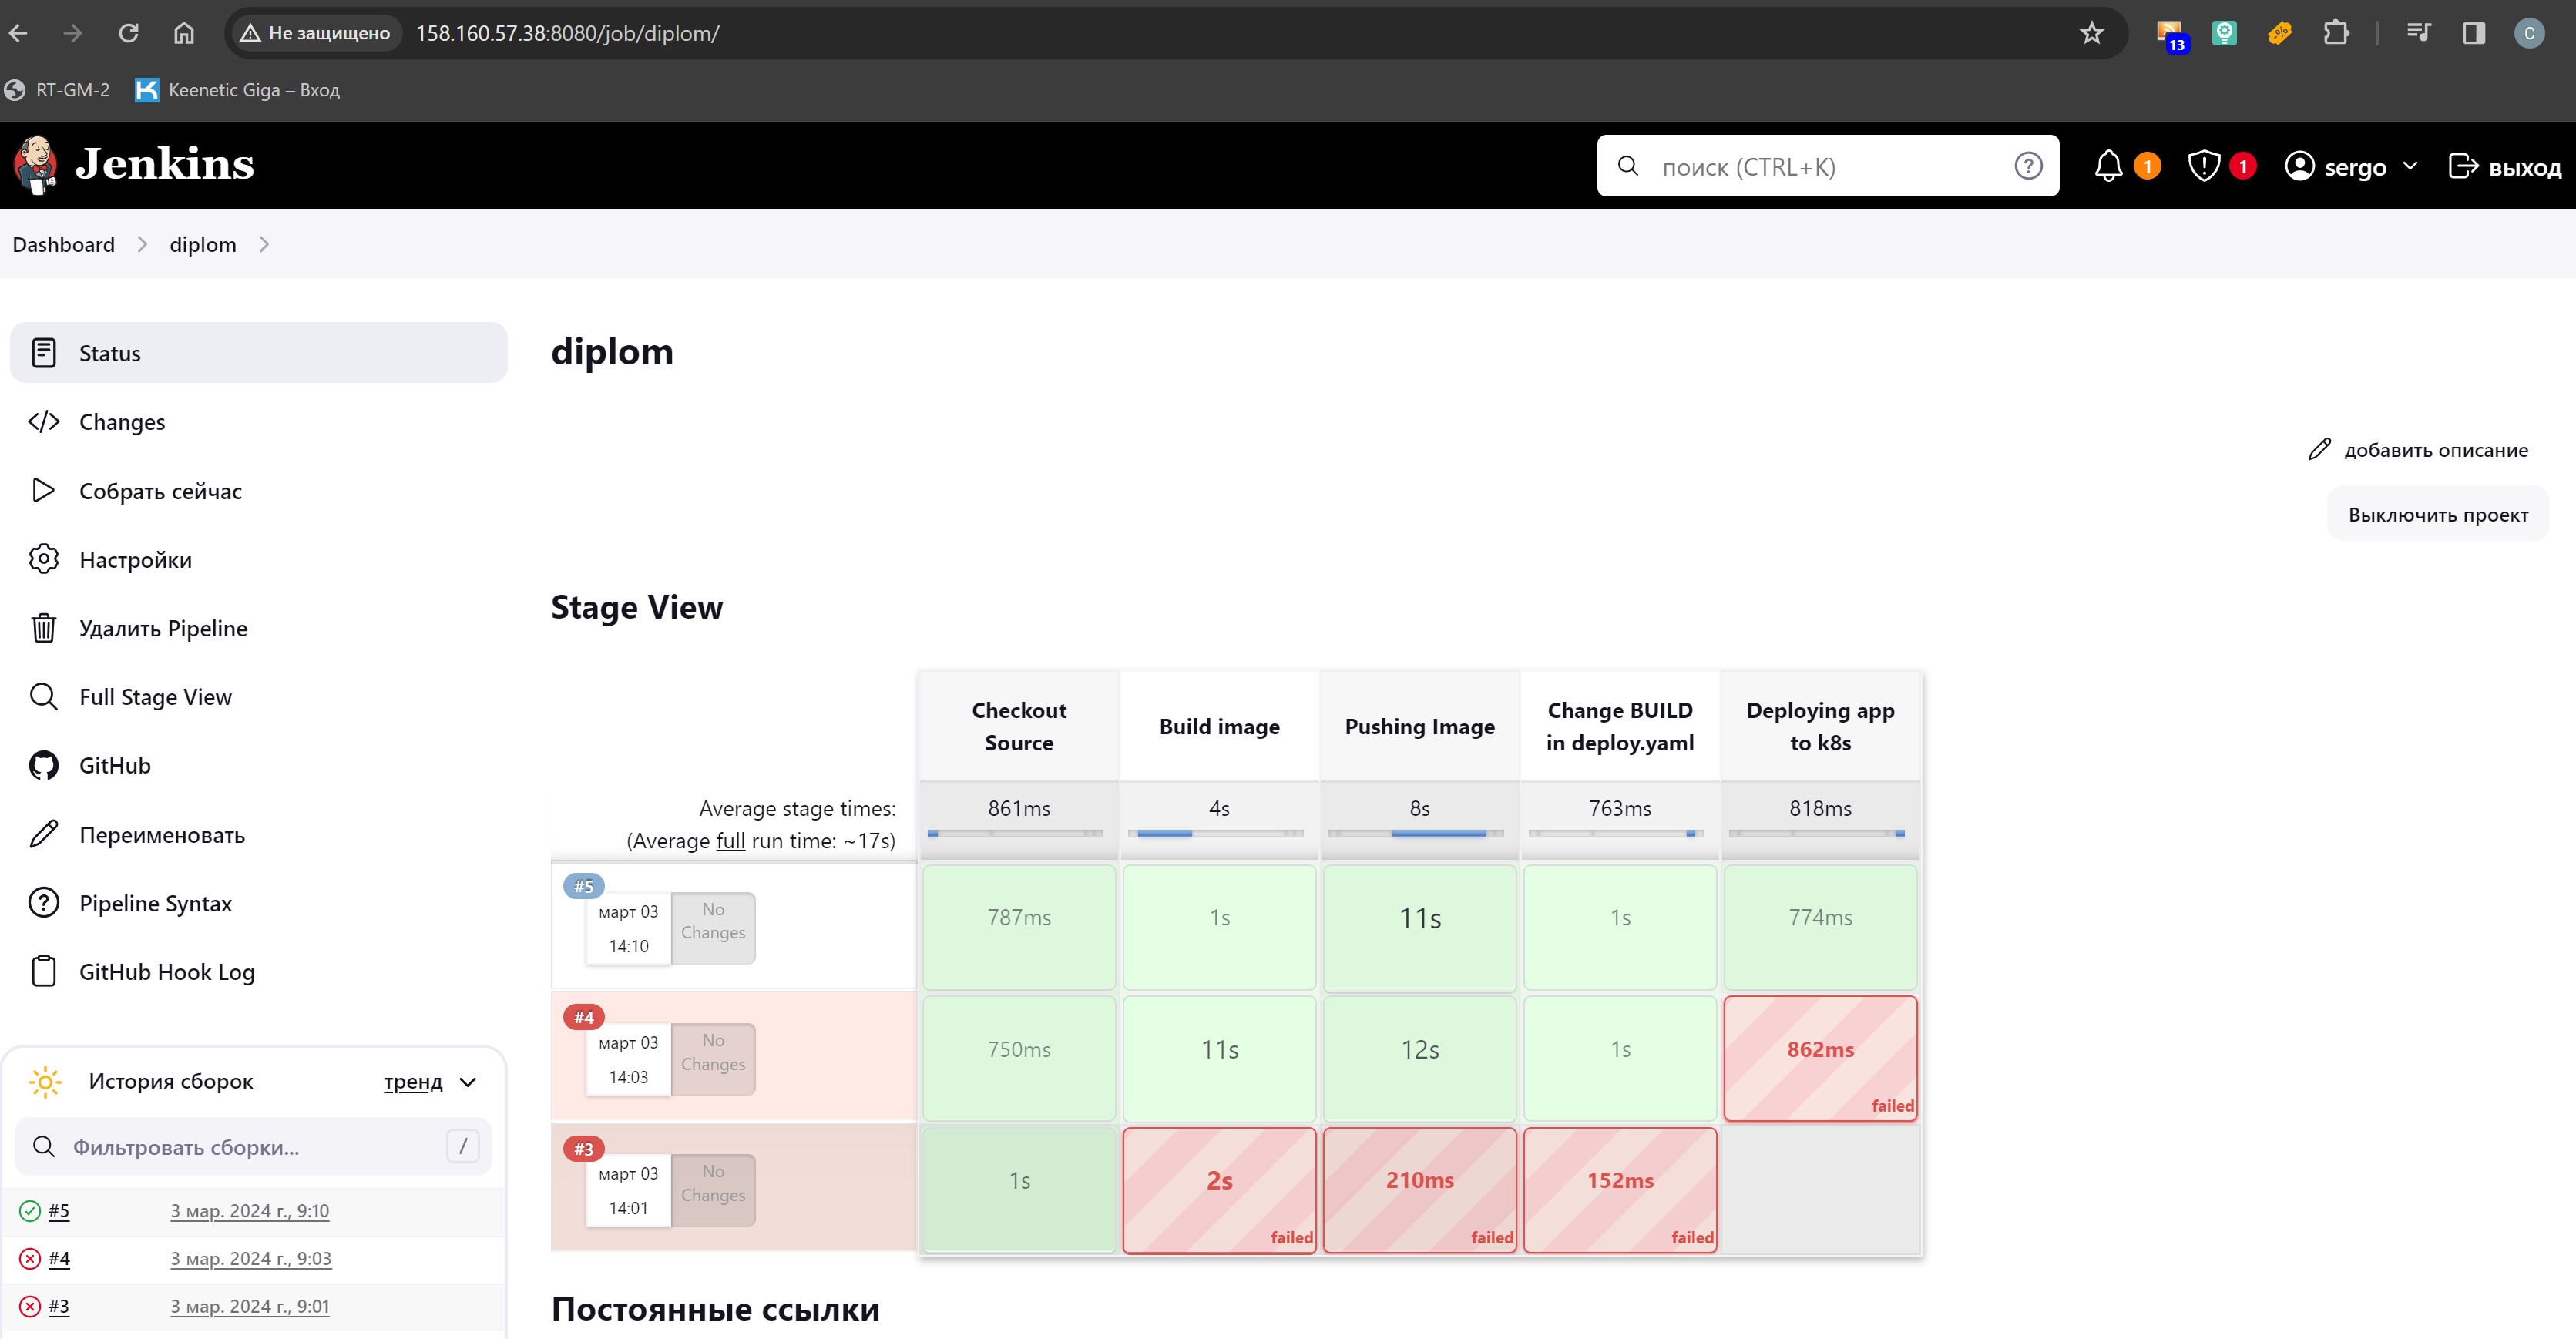 Не защищено
158.160.57.38:8080/job/diplom/
13
C
RT-GM-2
Keenetic Giga – Вход
Jenkins
поиск (CTRL+K)
?
1
1
sergo
выход
Dashboard
diplom
Status
Changes
Собрать сейчас
Настройки
Удалить Pipeline
Full Stage View
GitHub
Переименовать
Pipeline Syntax
GitHub Hook Log
История сборок
тренд
Фильтровать сборки...
/
#5 3 мар. 2024 г., 9:10
#4 3 мар. 2024 г., 9:03
#3 3 мар. 2024 г., 9:01
diplom
добавить описание
Выключить проект
Stage View
Checkout
Source
Build image
Pushing Image
Change BUILD
in deploy.yaml
Deploying app
to k8s
Average stage times:
(Average full run time: ~17s)
861ms
4s
8s
763ms
818ms
#5
март 03
14:10
No
Changes
787ms
1s
11s
1s
774ms
#4
март 03
14:03
No
Changes
750ms
11s
12s
1s
862ms
failed
#3
март 03
14:01
No
Changes
1s
2s
failed
210ms
failed
152ms
failed
Постоянные ссылки